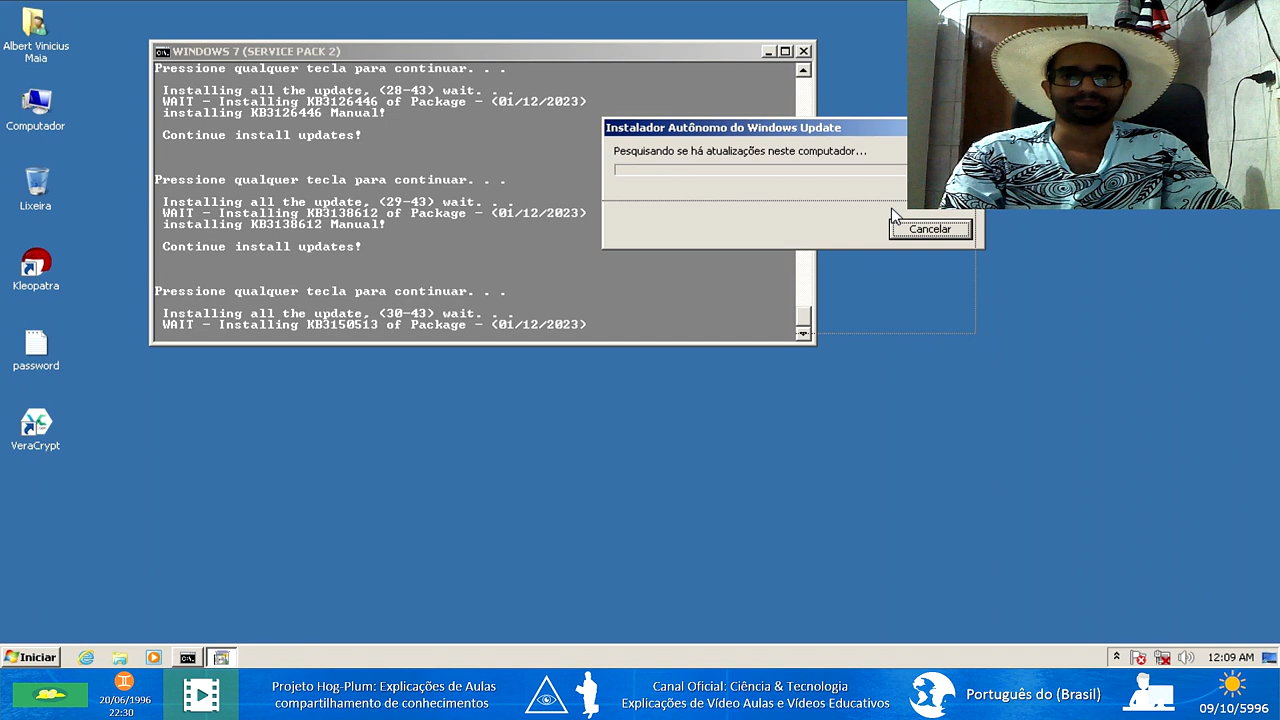 Albert Vinicius
Maia
Computador
Lixeira
Kleopatra
password
VeraCrypt
WINDOWS 7 (SERVICE PACK 2)
Pressione qualquer tecla para continuar. . .
Installing all the update, (28-43) wait. . .
WAIT - Installing KB3126446 of Package - (01/12/2023)
installing KB3126446 Manual!
Continue install updates!
Pressione qualquer tecla para continuar. . .
Installing all the update, (29-43) wait. . .
WAIT - Installing KB3138612 of Package - (01/12/2023)
installing KB3138612 Manual!
Continue install updates!
Pressione qualquer tecla para continuar. . .
Installing all the update, (30-43) wait. . .
WAIT - Installing KB3150513 of Package - (01/12/2023)
Instalador Autônomo do Windows Update
Pesquisando se há atualizações neste computador...
Cancelar
Iniciar
12:09 AM
20/06/1996
22:30
Projeto Hog-Plum: Explicações de Aulas
compartilhamento de conhecimentos
Canal Oficial: Ciência & Tecnologia
Explicações de Vídeo Aulas e Vídeos Educativos
Português do (Brasil)
09/10/5996